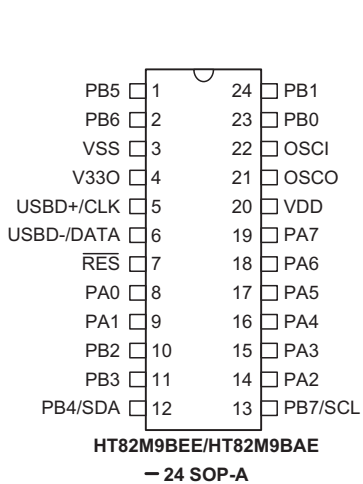 PB5 1 24 PB1
PB6 2 23 PB0
VSS 3 22 OSCI
V33O 4 21 OSCO
USBD+/CLK 5 20 VDD
USBD-/DATA 6 19 PA7
RES 7 18 PA6
PA0 8 17 PA5
PA1 9 16 PA4
PB2 10 15 PA3
PB3 11 14 PA2
PB4/SDA 12 13 PB7/SCL
HT82M9BEE/HT82M9BAE
– 24 SOP-A